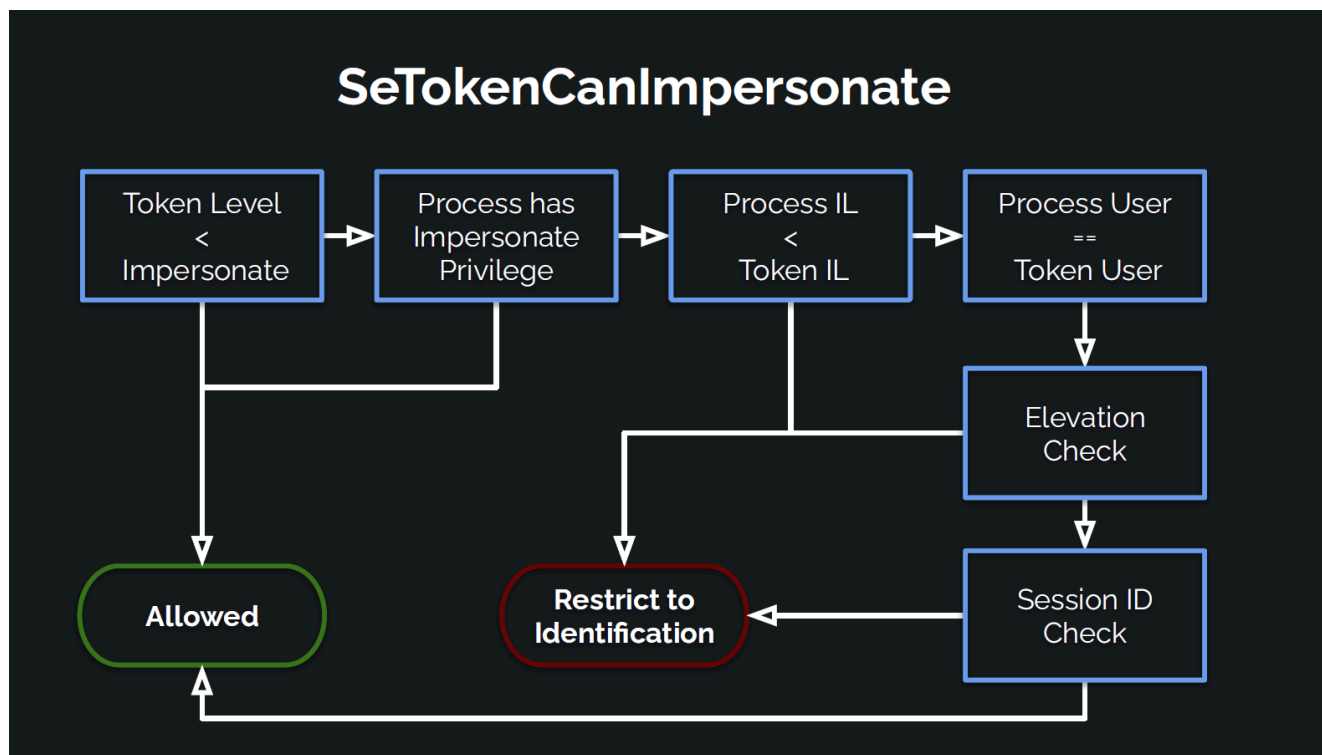 SeTokenCanImpersonate
Token Level
<
Impersonate
Process has
Impersonate
Privilege
Process IL
<
Token IL
Process User
==
Token User
Elevation
Check
Session ID
Check
Allowed
Restrict to
Identification